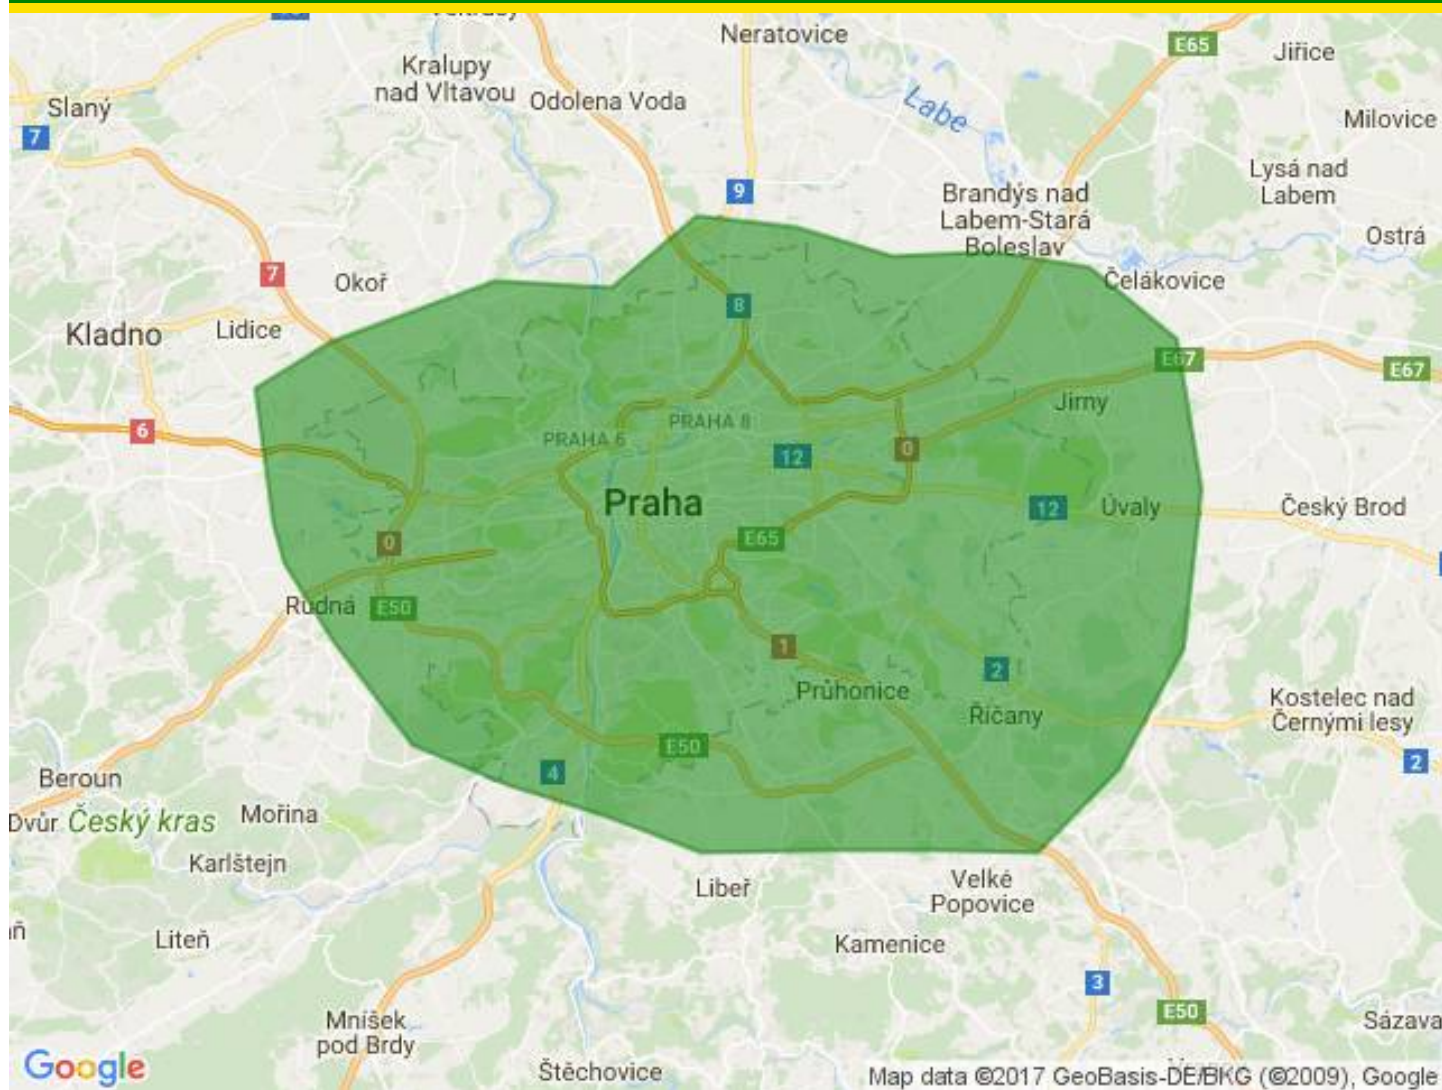 Neratovice
E65
Jiřice
Kralupy
nad Vltavou
Odolena Voda
Labe
Slaný
7
Milovice
9
Lysá nad
Labem
Brandýs nad
Labem-Stará
Boleslav
Ostrá
7
Okoř
Čelákovice
8
Kladno
Lidice
E67
E67
Jirny
6
PRAHA 8
PRAHA 6
0
12
Praha
12
Úvaly
Český Brod
0
E65
Rudná
E50
1
2
Průhonice
Říčany
Kostelec nad
Černými lesy
E50
2
4
Beroun
Mořina
Dvůr
Český kras
Karlštejn
Libeř
Velké
Popovice
Liteň
Kamenice
3
E50
Mníšek
pod Brdy
Sázava
Google
Štěchovice
Map data ©2017 GeoBasis-DE/BKG (©2009), Google